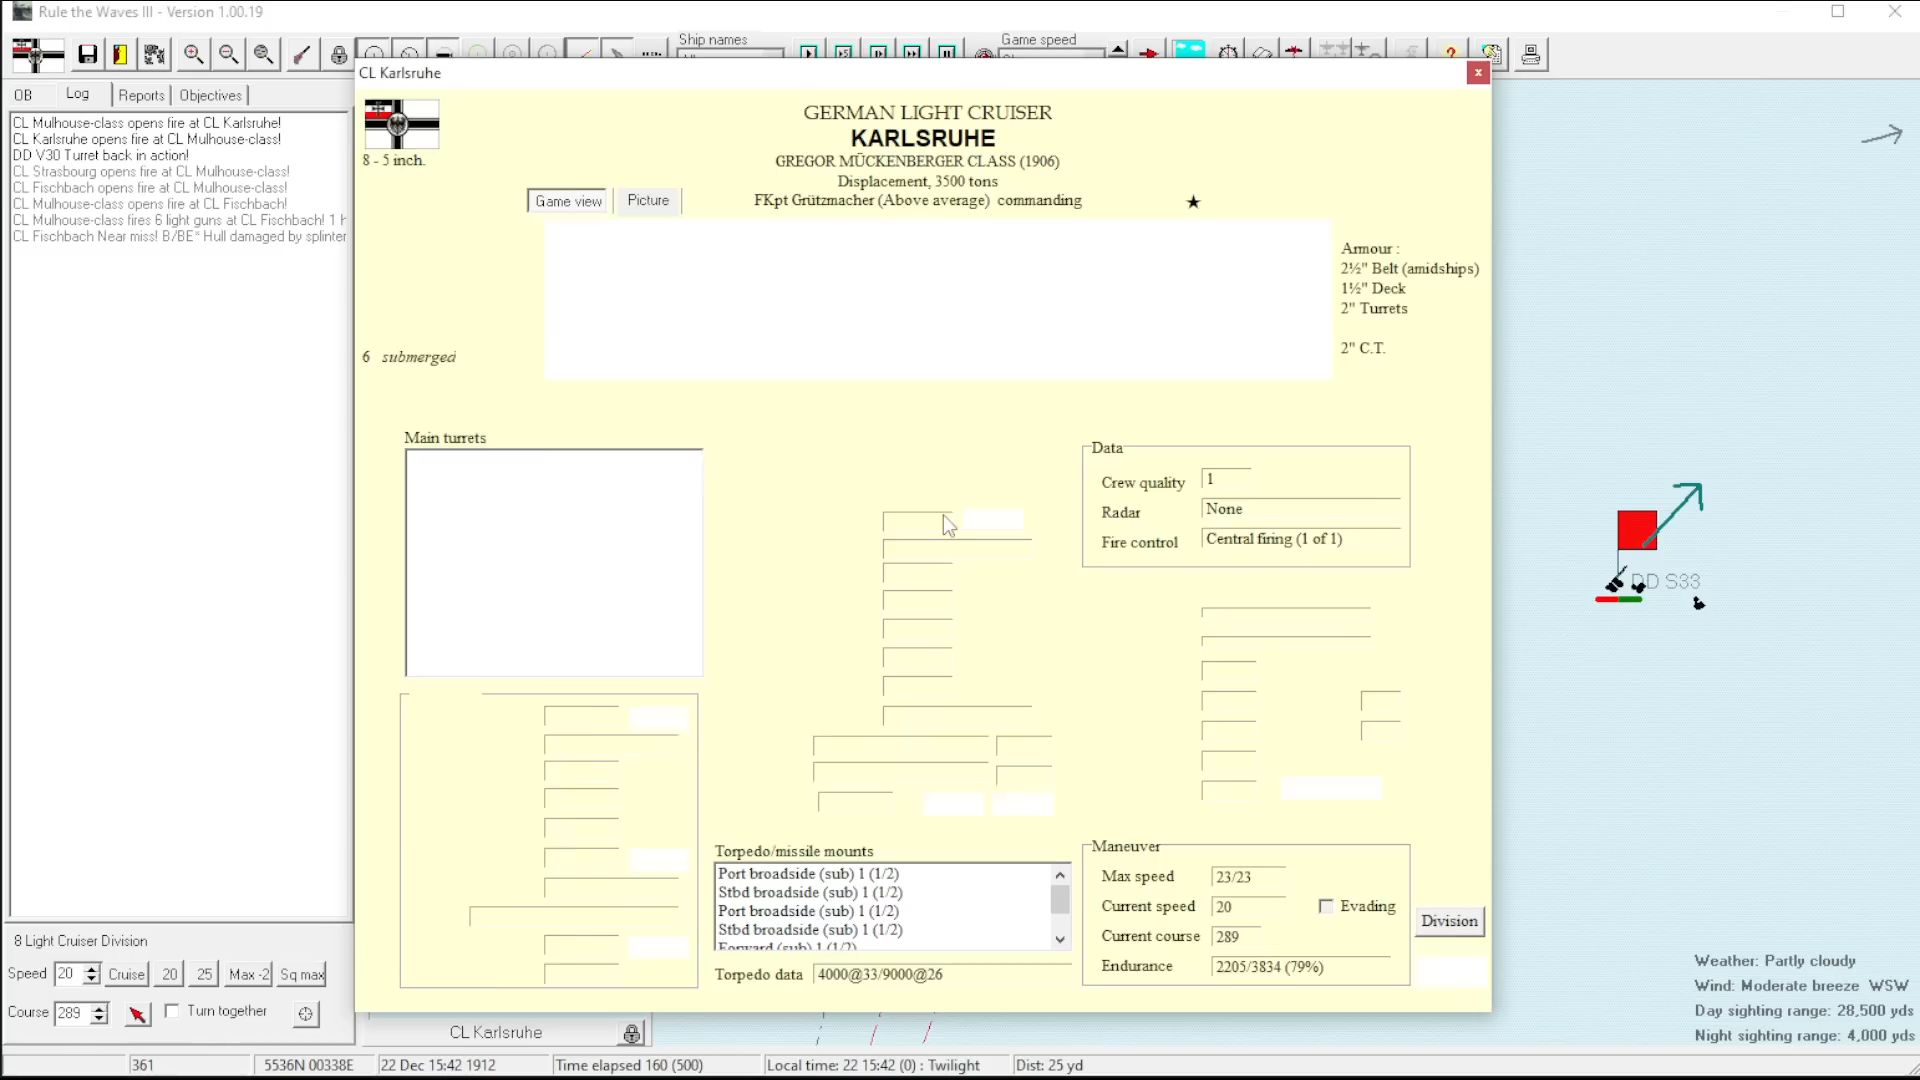 Rule the Waves III - Version 1.00.19
Ship names
Game speed
OB
Log
Reports
Objectives
CL Karlsruhe
CL Mulhouse-class opens fire at CL Karlsruhe!
CL Karlsruhe opens fire at CL Mulhouse-class!
DD V30 Turret back in action!
CL Strasbourg opens fire at CL Mulhouse-class!
CL Fischbach opens fire at CL Mulhouse-class!
CL Mulhouse-class opens fire at CL Fischbach!
CL Mulhouse-class fires 6 light guns at CL Fischbach! 1 h
CL Fischbach Near miss! B/BE* Hull damaged by splinter
8 - 5 inch.
GERMAN LIGHT CRUISER
KARLSRUHE
GREGOR MÜCKENBERGER CLASS (1906)
Displacement, 3500 tons
FKpt Grützmacher (Above average) commanding
Game view
Picture
Armour :
2½" Belt (amidships)
1½" Deck
2" Turrets
2" C.T.
6 submerged
Main turrets
Data
Crew quality 1
Radar None
Fire control Central firing (1 of 1)
Torpedo/missile mounts
Port broadside (sub) 1 (1/2)
Stbd broadside (sub) 1 (1/2)
Port broadside (sub) 1 (1/2)
Stbd broadside (sub) 1 (1/2)
Forward (sub) 1 (1/2)
Torpedo data 4000@33/9000@26
Maneuver
Max speed 23/23
Current speed 20
Evading
Current course 289
Endurance 2205/3834 (79%)
Division
DD S33
8 Light Cruiser Division
Speed 20 Cruise 20 25 Max -2 Sq max
Course 289 Turn together
CL Karlsruhe
Weather: Partly cloudy
Wind: Moderate breeze WSW
Day sighting range: 28,500 yds
Night sighting range: 4,000 yds
361
5536N 00338E
22 Dec 15:42 1912
Time elapsed 160 (500)
Local time: 22 15:42 (0) : Twilight
Dist: 25 yd